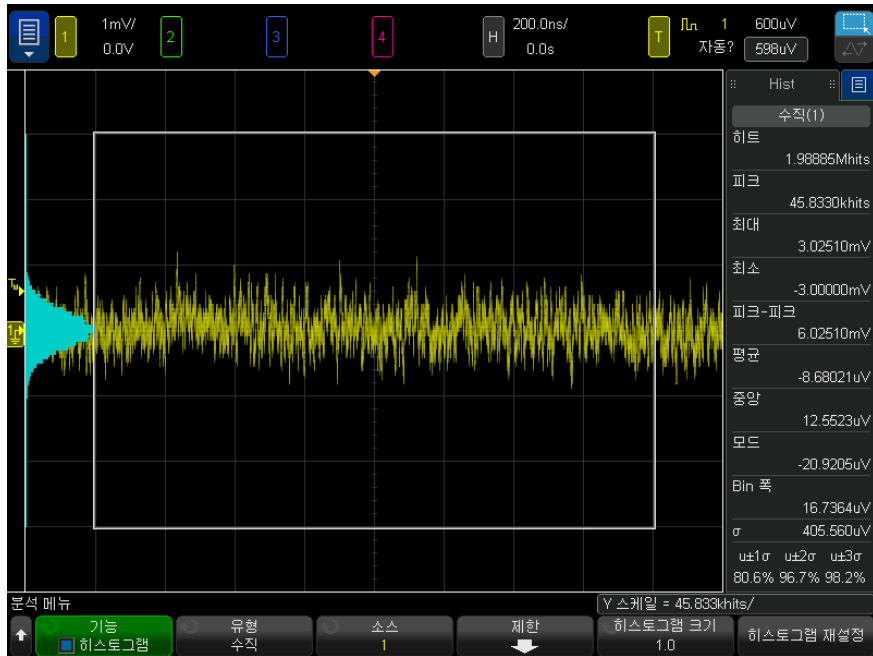 1 1mV/ 2 3 4 H 200.0ns/ T 1 600uV
0.0V 0.0s 자동? 598uV
Hist
수직(1)
히트
1.98885Mhits
피크
45.8330khits
최대
3.02510mV
최소
-3.00000mV
피크-피크
6.02510mV
평균
-8.68021uV
중앙
12.5523uV
모드
-20.9205uV
Bin 폭
16.7364uV
σ 405.560uV
u±1σ u±2σ u±3σ
80.6% 96.7% 98.2%
T
1
분석 메뉴 Y 스케일 = 45.833khits/
기능 유형 소스 제한 히스토그램 크기 히스토그램 재설정
히스토그램 수직 1 1.0